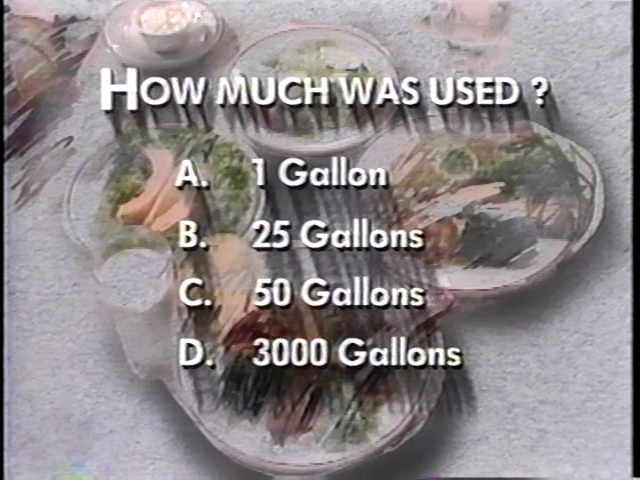 HOW MUCH WAS USED ?
A. 1 Gallon
B. 25 Gallons
C. 50 Gallons
D. 3000 Gallons